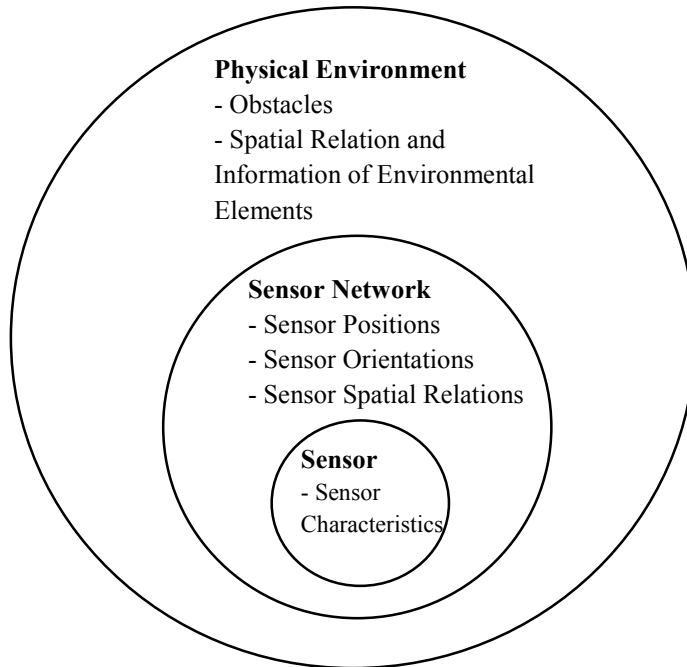 Physical Environment
- Obstacles
- Spatial Relation and
Information of Environmental
Elements
Sensor Network
- Sensor Positions
- Sensor Orientations
- Sensor Spatial Relations
Sensor
- Sensor
Characteristics